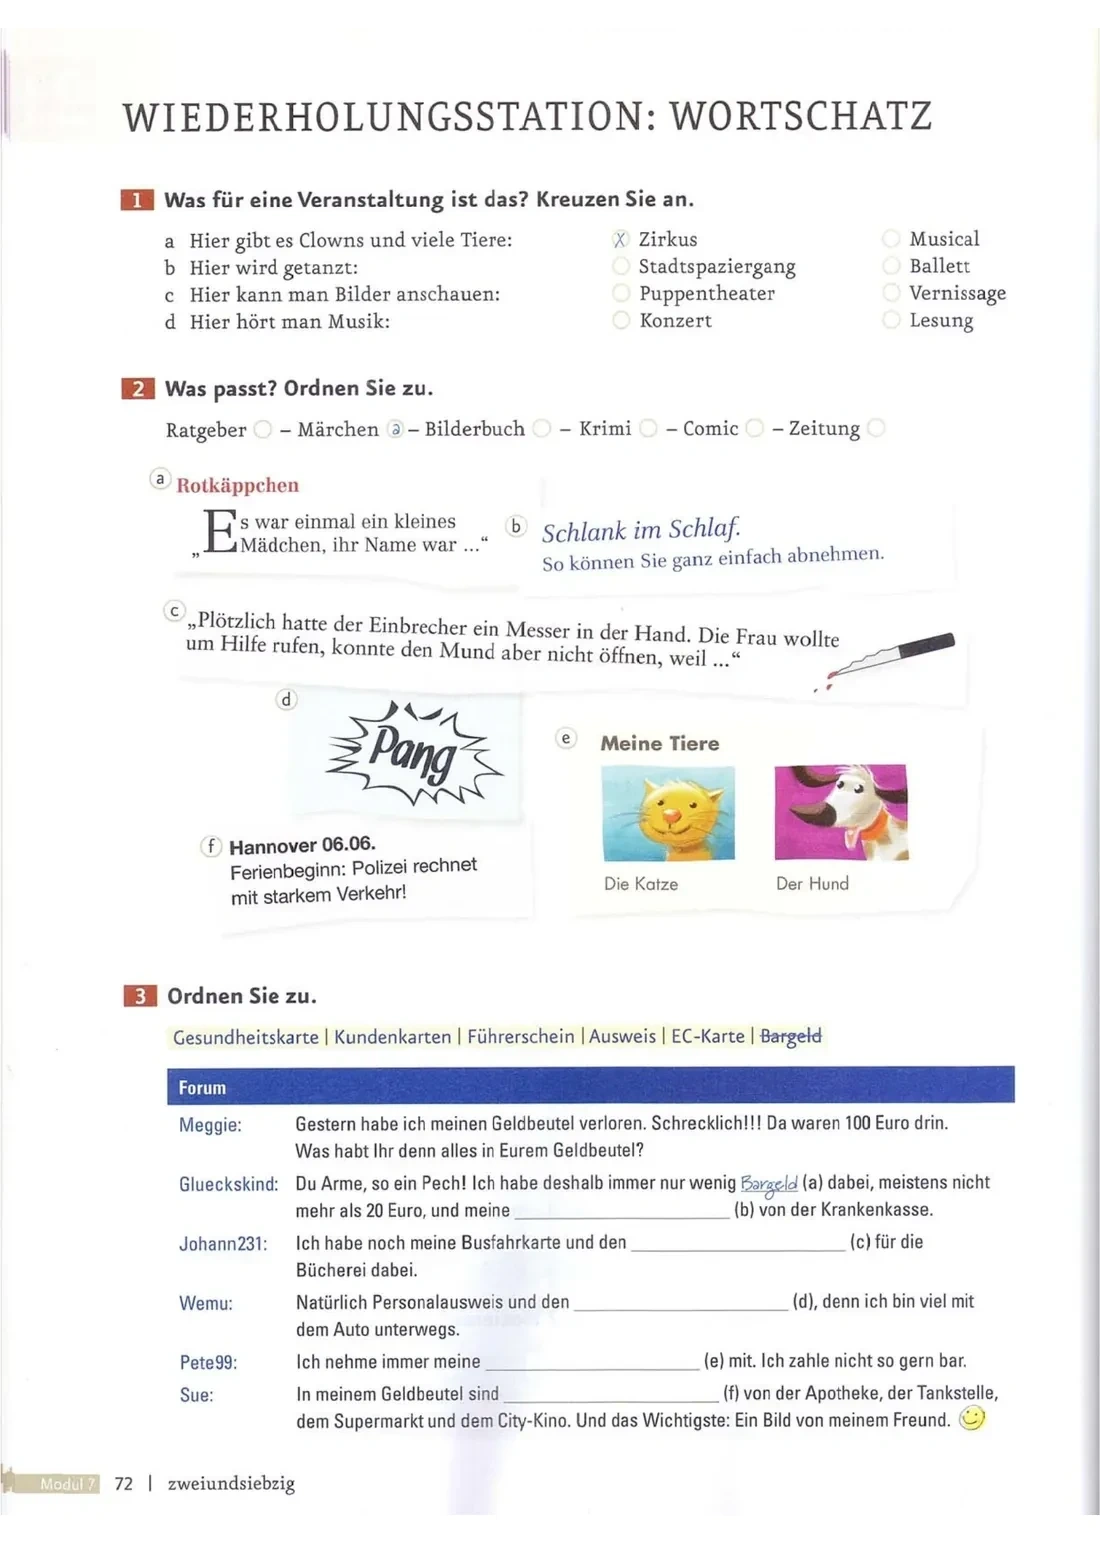 WIEDERHOLUNGSSTATION: WORTSCHATZ
1 Was für eine Veranstaltung ist das? Kreuzen Sie an.
a Hier gibt es Clowns und viele Tiere: X Zirkus Musical
b Hier wird getanzt: Stadtspaziergang Ballett
c Hier kann man Bilder anschauen: Puppentheater Vernissage
d Hier hört man Musik: Konzert Lesung
2 Was passt? Ordnen Sie zu.
Ratgeber – Märchen a – Bilderbuch – Krimi – Comic – Zeitung
a Rotkäppchen
„Es war einmal ein kleines
Mädchen, ihr Name war ...“
b Schlank im Schlaf.
So können Sie ganz einfach abnehmen.
c „Plötzlich hatte der Einbrecher ein Messer in der Hand. Die Frau wollte
um Hilfe rufen, konnte den Mund aber nicht öffnen, weil ...“
d Pang
e Meine Tiere
Die Katze Der Hund
f Hannover 06.06.
Ferienbeginn: Polizei rechnet
mit starkem Verkehr!
3 Ordnen Sie zu.
Gesundheitskarte | Kundenkarten | Führerschein | Ausweis | EC-Karte | Bargeld
Forum
Meggie: Gestern habe ich meinen Geldbeutel verloren. Schrecklich!!! Da waren 100 Euro drin.
Was habt Ihr denn alles in Eurem Geldbeutel?
Glueckskind: Du Arme, so ein Pech! Ich habe deshalb immer nur wenig Bargeld (a) dabei, meistens nicht
mehr als 20 Euro, und meine ____________________ (b) von der Krankenkasse.
Johann231: Ich habe noch meine Busfahrkarte und den ____________________ (c) für die
Bücherei dabei.
Wemu: Natürlich Personalausweis und den ____________________ (d), denn ich bin viel mit
dem Auto unterwegs.
Pete99: Ich nehme immer meine ____________________ (e) mit. Ich zahle nicht so gern bar.
Sue: In meinem Geldbeutel sind ____________________ (f) von der Apotheke, der Tankstelle,
dem Supermarkt und dem City-Kino. Und das Wichtigste: Ein Bild von meinem Freund.
Modul 7 72 | zweiundsiebzig